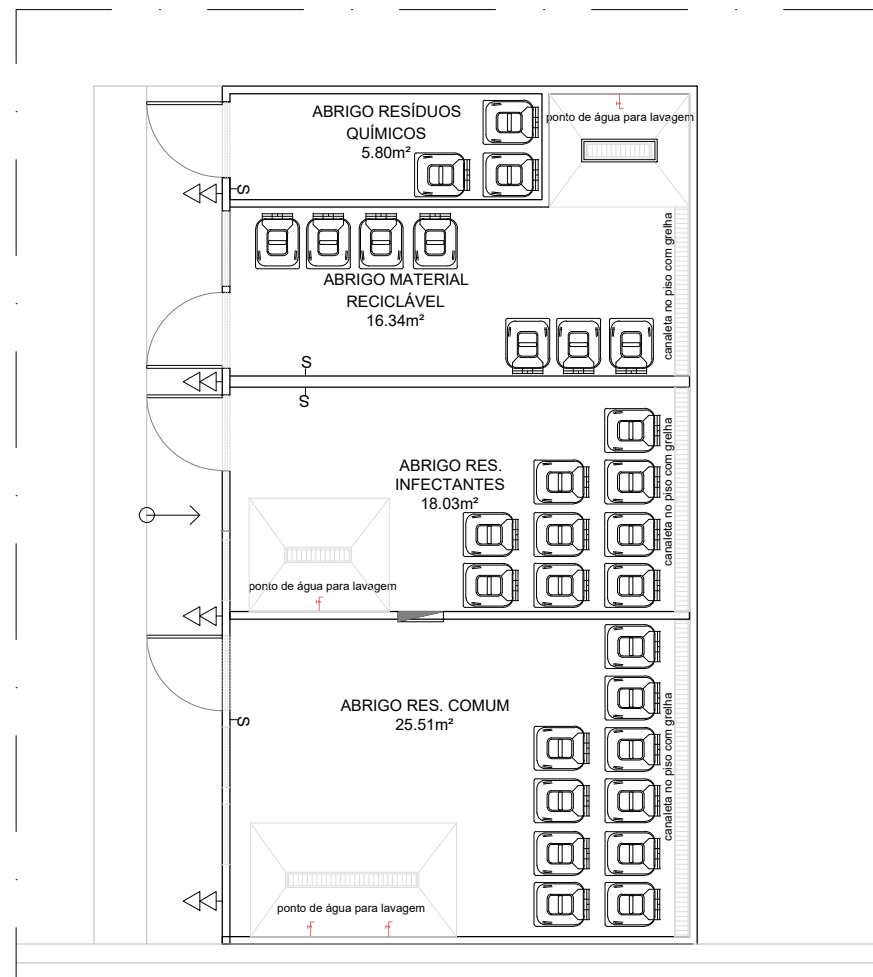 ABRIGO RESÍDUOS
QUÍMICOS
5.80m²
ponto de água para lavagem
S
canaleta no piso com grelha
ABRIGO MATERIAL
RECICLÁVEL
16.34m²
S
S
canaleta no piso com grelha
ABRIGO RES.
INFECTANTES
18.03m²
ponto de água para lavagem
ABRIGO RES. COMUM
25.51m²
S
canaleta no piso com grelha
ponto de água para lavagem